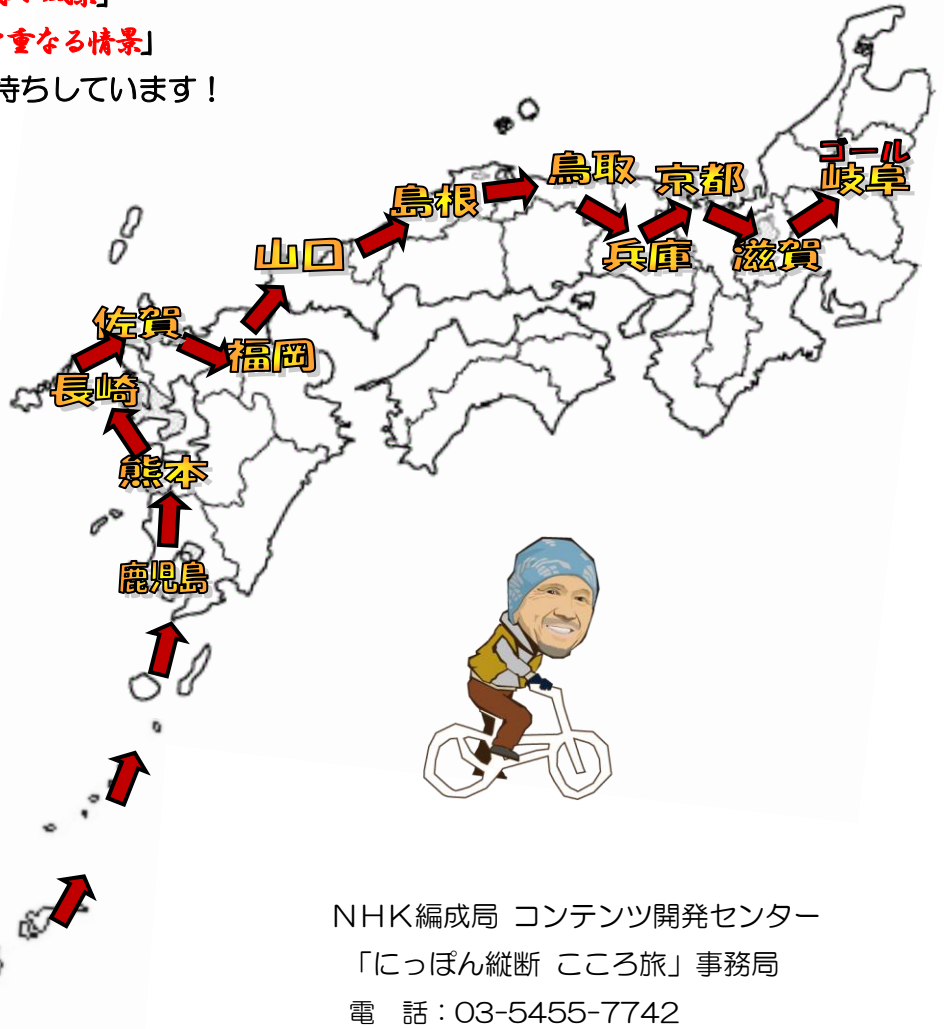 重なる情景」
待ちしています！
ゴール
岐阜
鳥取
京都
島根
山口
兵庫
滋賀
佐賀
福岡
長崎
熊本
鹿児島
ＮＨＫ編成局 コンテンツ開発センター
「にっぽん縦断 こころ旅」事務局
電　話：03-5455-7742